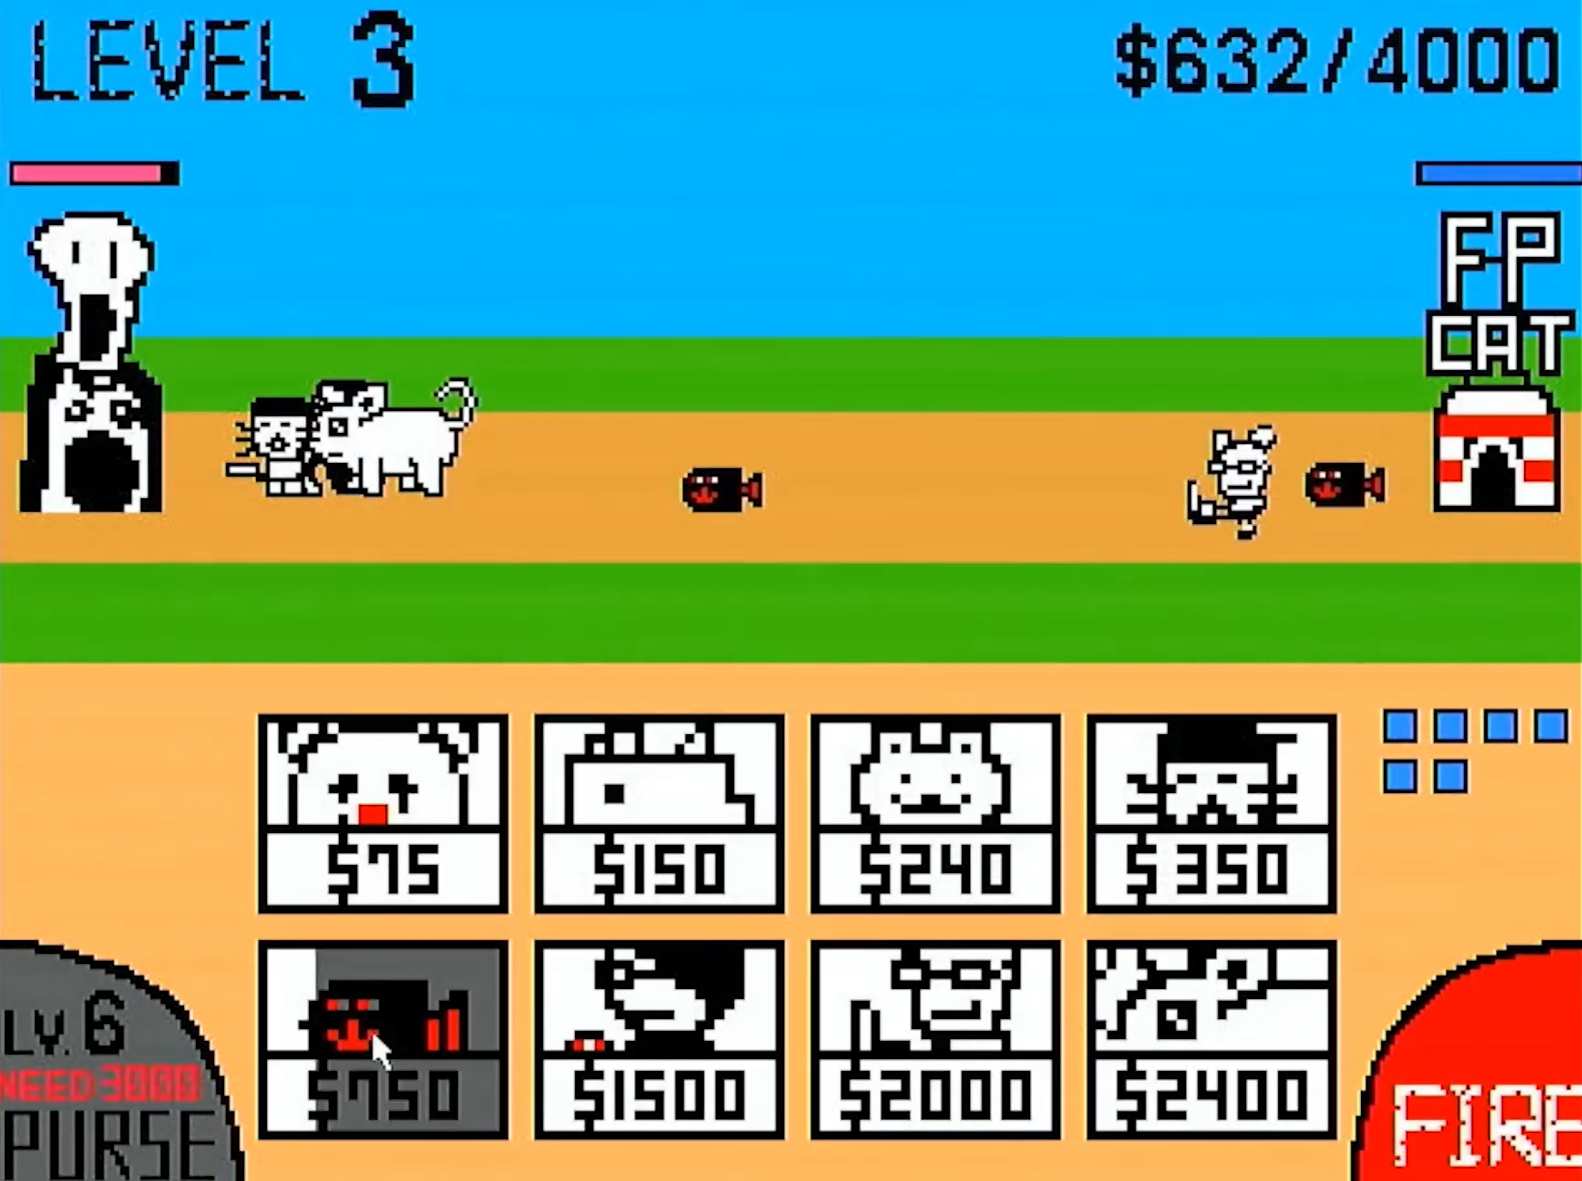 LEVEL 3
$632/4000
FP
CAT
$75
$150
$240
$350
LV. 6
NEED 3000
PURSE
$750
$1500
$2000
$2400
FIRE